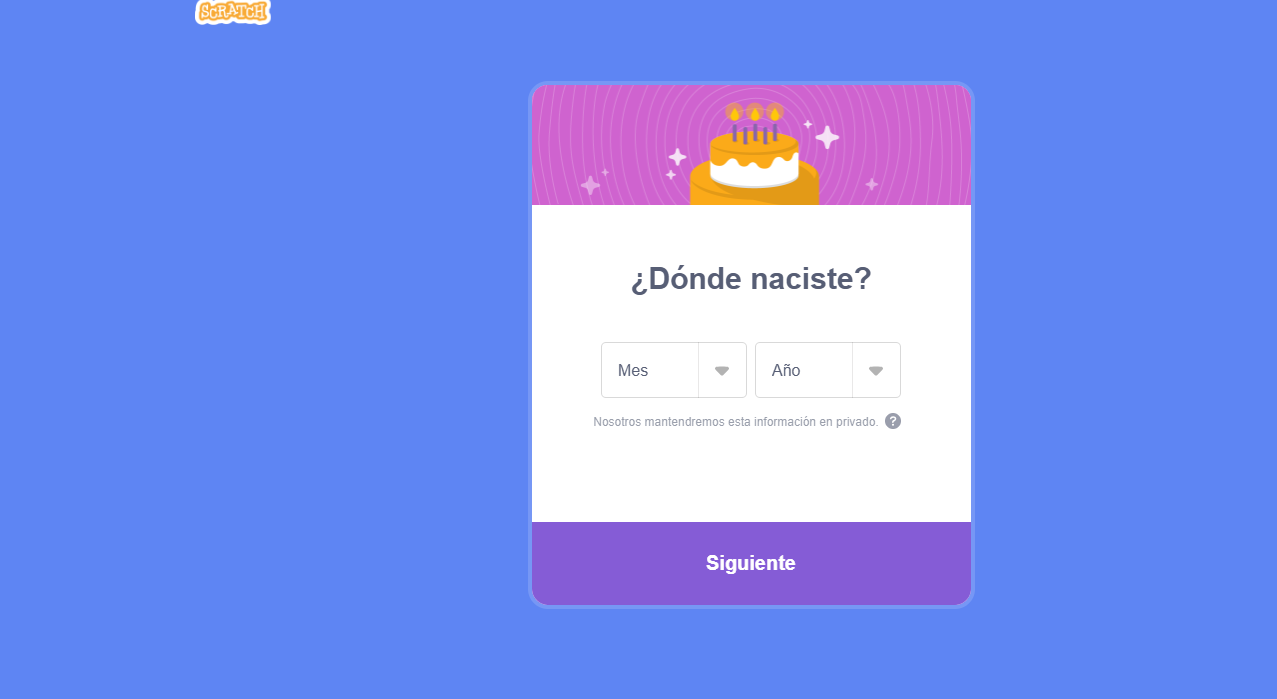 SCRATCH
¿Dónde naciste?
Mes
Año
Nosotros mantendremos esta información en privado. ?
Siguiente